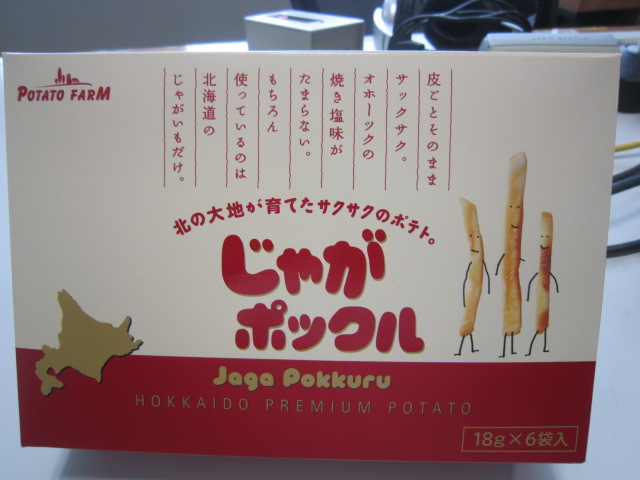 POTATO FARM
皮ごとそのまま
サックサク。
オホーツクの
焼き塩味が
たまらない。
もちろん
使っているのは
北海道の
じゃがいもだけ。
北の大地が育てたサクサクのポテト。
じゃが
ポックル
Jaga Pokkuru
HOKKAIDO PREMIUM POTATO
18g×6袋入